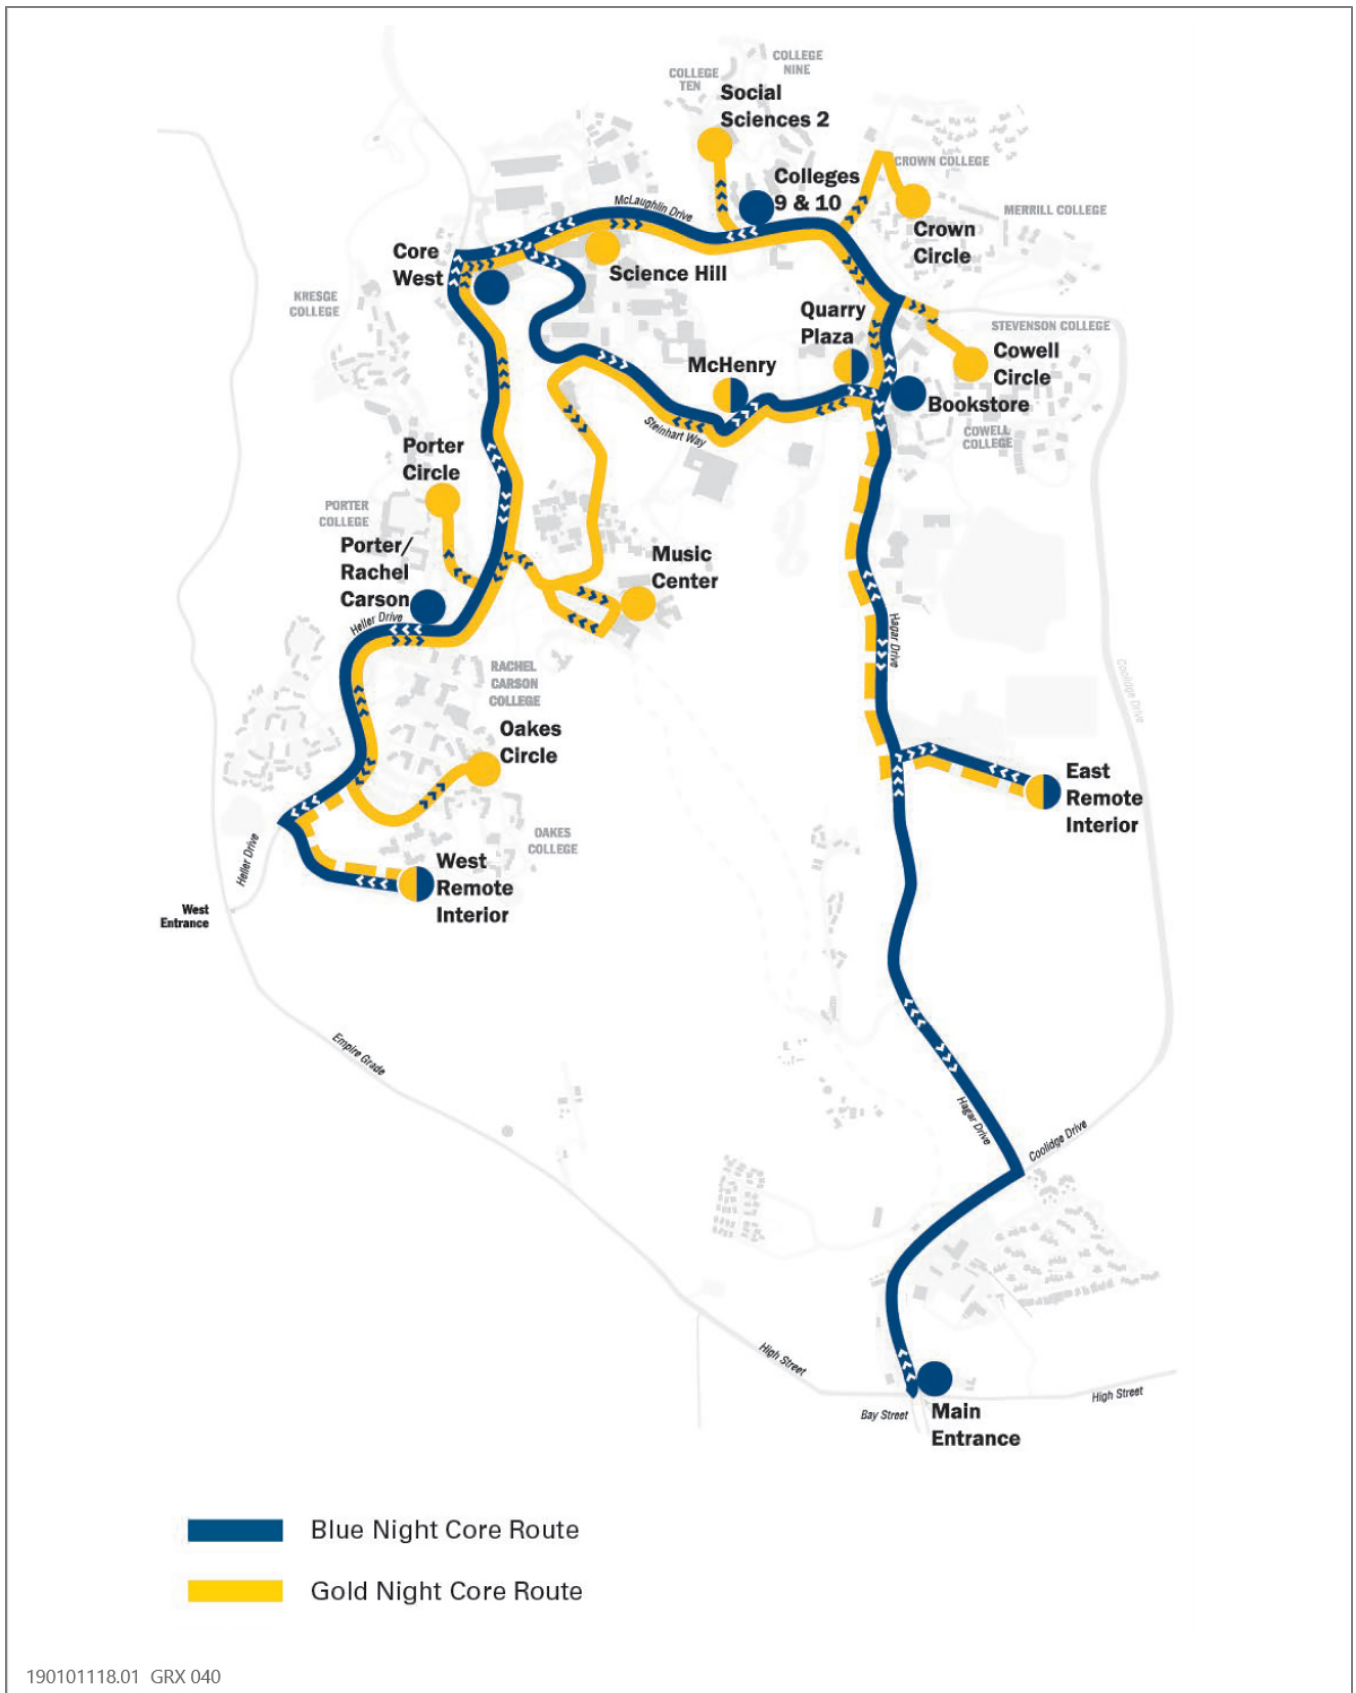 COLLEGE
NINE
COLLEGE
TEN
Social
Sciences 2
CROWN COLLEGE
Colleges
9 & 10
McLaughlin Drive
MERRILL COLLEGE
Crown
Circle
Core
West
Science Hill
KRESGE
COLLEGE
Quarry
Plaza
STEVENSON COLLEGE
Cowell
Circle
McHenry
Bookstore
Steinhart Way
COWELL
COLLEGE
Porter
Circle
PORTER
COLLEGE
Porter/
Rachel
Carson
Heller Drive
Music
Center
Hagar Drive
RACHEL
CARSON
COLLEGE
Coolidge Drive
Oakes
Circle
East
Remote
Interior
OAKES
COLLEGE
Heller Drive
West
Remote
Interior
West
Entrance
Empire Grade
Hagar Drive
Coolidge Drive
High Street
High Street
Bay Street
Main
Entrance
Blue Night Core Route
Gold Night Core Route
190101118.01 GRX 040